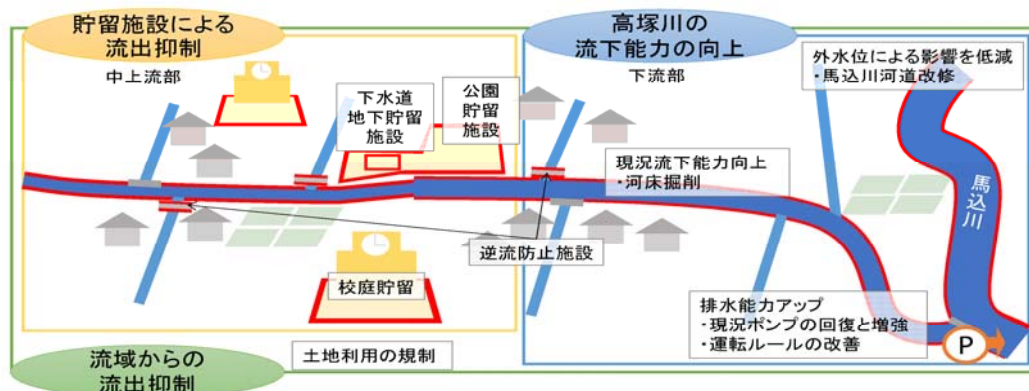 貯留施設による
流出抑制
中上流部
高塚川の
流下能力の向上
下流部
外水位による影響を低減
・馬込川河道改修
下水道
地下貯留
施設
公園
貯留
施設
現況流下能力向上
・河床掘削
馬込川
逆流防止施設
校庭貯留
排水能力アップ
・現況ポンプの回復と増強
・運転ルールの改善
P
土地利用の規制
流域からの
流出抑制